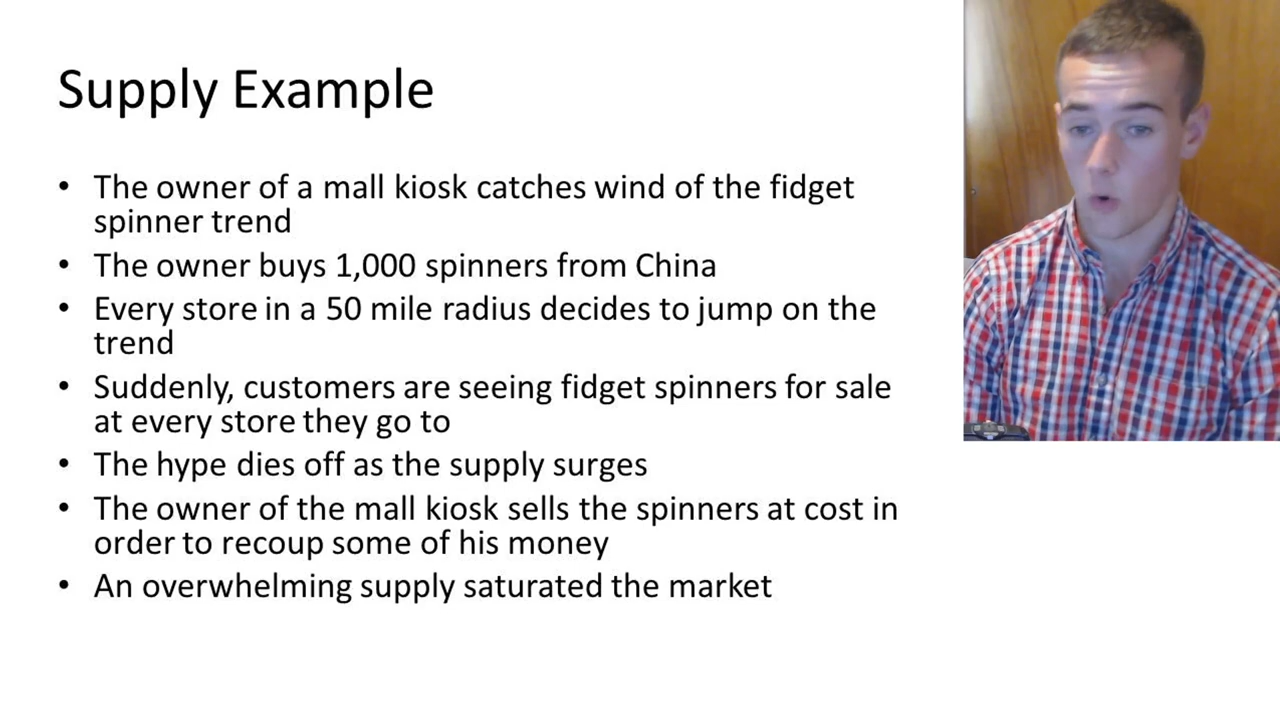 Supply Example
• The owner of a mall kiosk catches wind of the fidget
spinner trend
• The owner buys 1,000 spinners from China
• Every store in a 50 mile radius decides to jump on the
trend
• Suddenly, customers are seeing fidget spinners for sale
at every store they go to
• The hype dies off as the supply surges
• The owner of the mall kiosk sells the spinners at cost in
order to recoup some of his money
• An overwhelming supply saturated the market